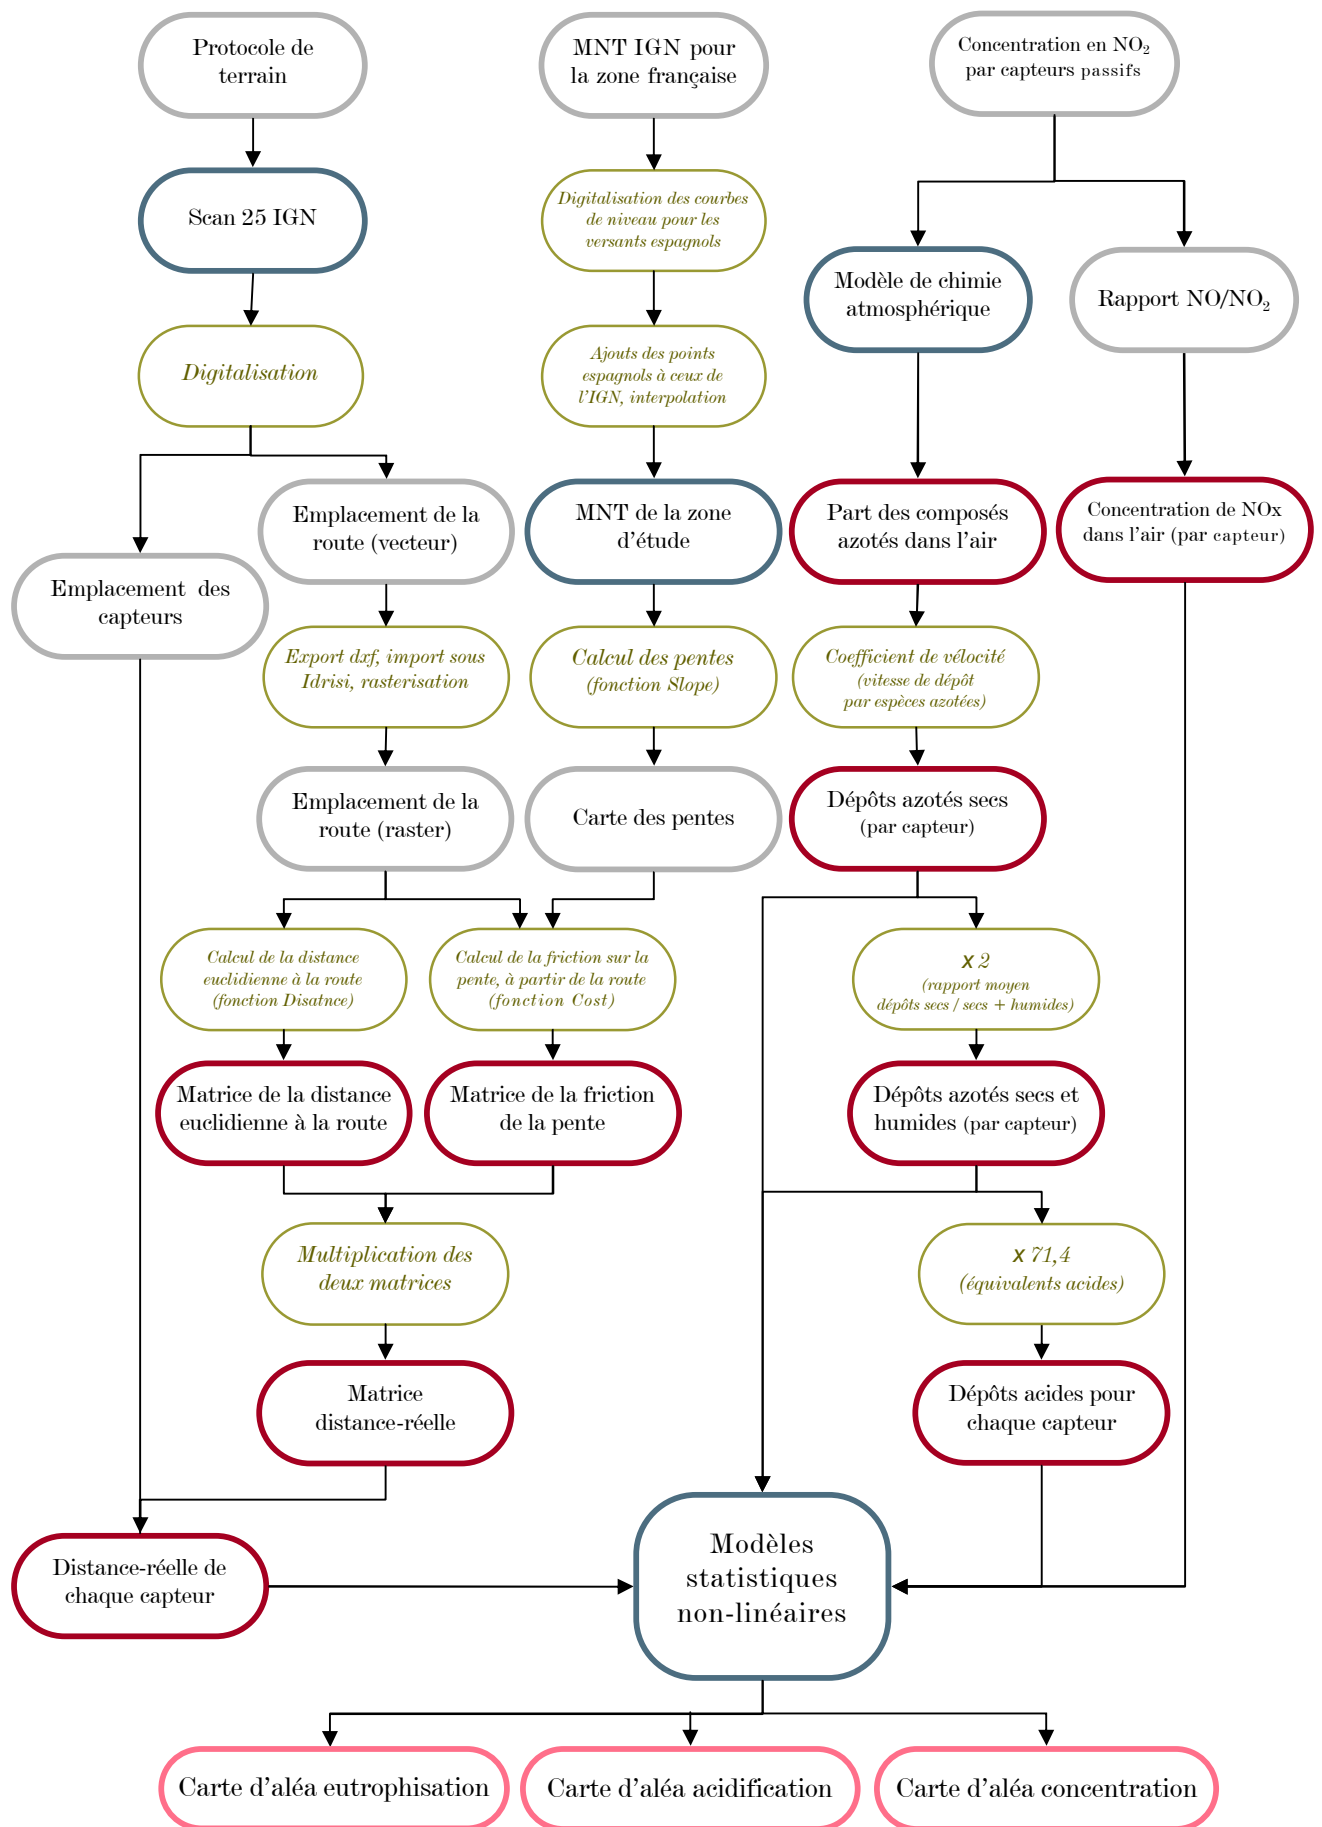 Protocole de
terrain
MNT IGN pour
la zone française
Concentration en NO₂
par capteurs passifs
Scan 25 IGN
Digitalisation des courbes
de niveau pour les
versants espagnols
Modèle de chimie
atmosphérique
Rapport NO/NO₂
Digitalisation
Ajouts des points
espagnols à ceux de
l'IGN, interpolation
Emplacement des
capteurs
Emplacement de la
route (vecteur)
MNT de la zone
d'étude
Part des composés
azotés dans l'air
Concentration de NOx
dans l'air (par capteur)
Export dxf, import sous
Idrisi, rasterisation
Calcul des pentes
(fonction Slope)
Coefficient de vélocité
(vitesse de dépôt
par espèces azotées)
Emplacement de la
route (raster)
Carte des pentes
Dépôts azotés secs
(par capteur)
Calcul de la distance
euclidienne à la route
(fonction Disatnce)
Calcul de la friction sur la
pente, à partir de la route
(fonction Cost)
x 2
(rapport moyen
dépôts secs / secs + humides)
Matrice de la distance
euclidienne à la route
Matrice de la friction
de la pente
Dépôts azotés secs et
humides (par capteur)
Multiplication des
deux matrices
x 71,4
(équivalents acides)
Matrice
distance-réelle
Dépôts acides pour
chaque capteur
Distance-réelle de
chaque capteur
Modèles
statistiques
non-linéaires
Carte d'aléa eutrophisation
Carte d'aléa acidification
Carte d'aléa concentration